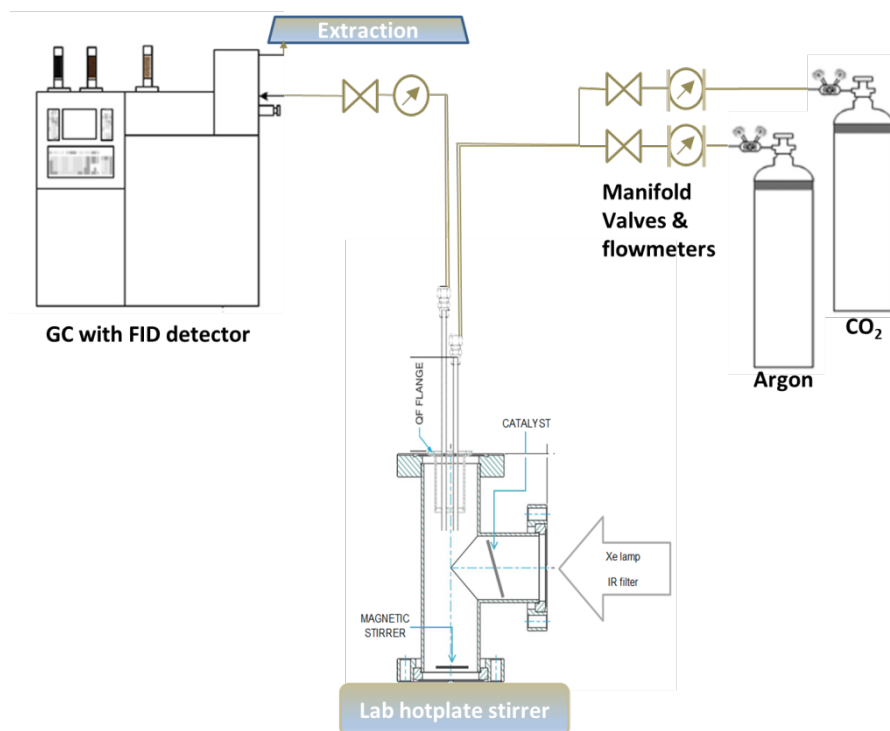 Extraction
Manifold
Valves &
flowmeters
GC with FID detector
CO₂
Argon
QF FLANGE
CATALYST
Xe lamp
IR filter
MAGNETIC
STIRRER
Lab hotplate stirrer